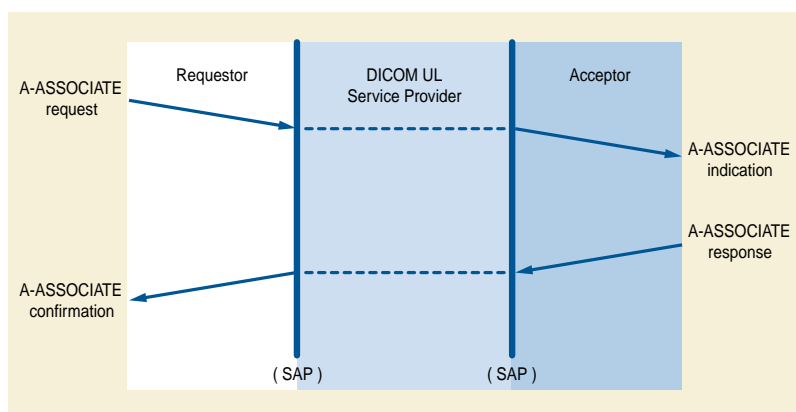 Requestor
DICOM UL
Service Provider
Acceptor
A-ASSOCIATE
request
A-ASSOCIATE
indication
A-ASSOCIATE
response
A-ASSOCIATE
confirmation
( SAP )
( SAP )